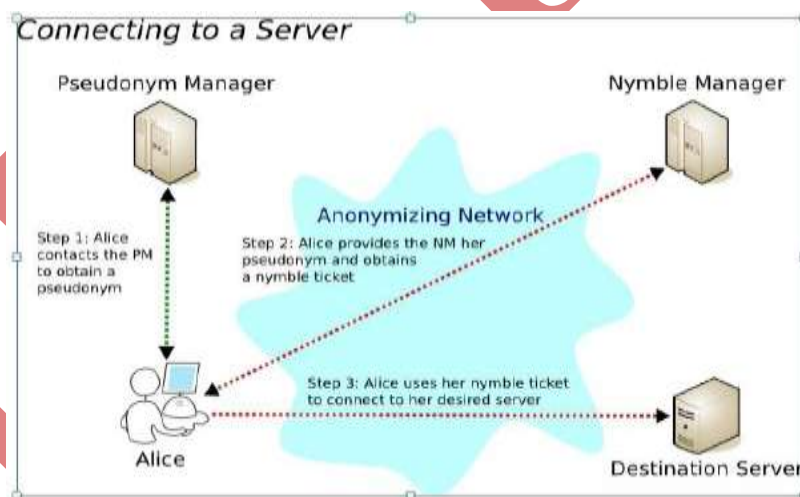 Connecting to a Server
Pseudonym Manager
Nymble Manager
Anonymizing Network
Step 1: Alice
contacts the PM
to obtain a
pseudonym
Step 2: Alice provides the NM her
pseudonym and obtains
a nymble ticket
Step 3: Alice uses her nymble ticket
to connect to her desired server
Alice
Destination Server